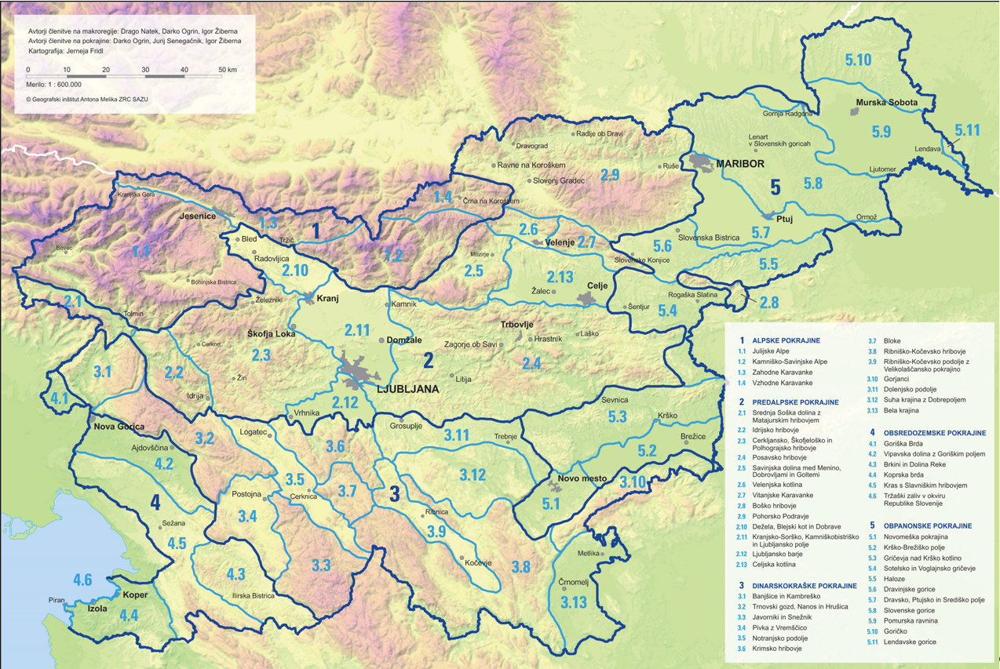 Avtorji členitve na makroregije: Drago Natek, Darko Ogrin, Igor Žiberna
Avtorji členitve na pokrajine: Darko Ogrin, Jurij Senegačnik, Igor Žiberna
Kartografija: Jerneja Fridl
0 10 20 30 40 50 km
Merilo: 1 : 600.000
© Geografski inštitut Antona Melika ZRC SAZU
5.10
Murska Sobota
Gornja Radgona
5.9
5.11
Lendava
Lenart
v Slovenskih goricah
Radlje ob Dravi
Dravograd
Ravne na Koroškem
2.9
Ruše
MARIBOR
Ljutomer
Slovenj Gradec
5
5.8
Kranjska Gora
1.4
Črna na Koroškem
Jesenice
1.3
1
Ptuj
Ormož
2.6
5.7
Bled
Tržič
Velenje
2.7
5.6
Slovenska Bistrica
Bovec
1.1
Radovljica
1.2
Mozirje
Slovenske Konjice
5.5
2.10
2.5
2.13
Bohinjska Bistrica
Celje
Žalec
Rogaška Slatina
2.8
2.1
Železniki
Kranj
Kamnik
Šentjur
5.4
Tolmin
Škofja Loka
2.11
Trbovlje
Domžale
Zagorje ob Savi
Hrastnik
Laško
Cerkno
2.3
2
2.4
3.1
2.2
Žiri
Litija
LJUBLJANA
4.1
Idrija
2.12
Sevnica
Vrhnika
5.3
Krško
Nova Gorica
3.2
Logatec
Grosuplje
3.11
Trebnje
Brežice
Ajdovščina
3.6
5.2
4.2
3.5
3.12
Novo mesto
3.10
Postojna
Cerknica
3.7
3
4
3.4
5.1
Ribnica
Sežana
3.9
4.5
Metlika
4.3
3.3
Kočevje
3.8
4.6
Črnomelj
Piran
Koper
Ilirska Bistrica
3.13
Izola
4.4
1 ALPSKE POKRAJINE
1.1 Julijske Alpe
1.2 Kamniško-Savinjske Alpe
1.3 Zahodne Karavanke
1.4 Vzhodne Karavanke
2 PREDALPSKE POKRAJINE
2.1 Srednja Soška dolina z
Matajurskim hribovjem
2.2 Idrijsko hribovje
2.3 Cerkljansko, Škofjeloško in
Polhograjsko hribovje
2.4 Posavsko hribovje
2.5 Savinjska dolina med Menino,
Dobrovljami in Goltemi
2.6 Velenjska kotlina
2.7 Vitanjske Karavanke
2.8 Boško hribovje
2.9 Pohorsko Podravje
2.10 Dežela, Blejski kot in Dobrave
2.11 Kranjsko-Sorško, Kamniškobistriško
in Ljubljansko polje
2.12 Ljubljansko barje
2.13 Celjska kotlina
3 DINARSKOKRAŠKE POKRAJINE
3.1 Banjšice in Kambreško
3.2 Trnovski gozd, Nanos in Hrušica
3.3 Javorniki in Snežnik
3.4 Pivka z Vremščico
3.5 Notranjsko podolje
3.6 Krimsko hribovje
3.7 Bloke
3.8 Ribniško-Kočevsko hribovje
3.9 Ribniško-Kočevsko podolje z
Velikolaščansko pokrajino
3.10 Gorjanci
3.11 Dolenjsko podolje
3.12 Suha krajina z Dobrepoljem
3.13 Bela krajina
4 OBSREDOZEMSKE POKRAJINE
4.1 Goriška Brda
4.2 Vipavska dolina z Goriškim poljem
4.3 Brkini in Dolina Reke
4.4 Koprska brda
4.5 Kras s Slavniškim hribovjem
4.6 Tržaški zaliv v okviru
Republike Slovenije
5 OBPANONSKE POKRAJINE
5.1 Novomeška pokrajina
5.2 Krško-Brežiško polje
5.3 Gričevja nad Krško kotlino
5.4 Sotelsko in Voglajnsko gričevje
5.5 Haloze
5.6 Dravinjske gorice
5.7 Dravsko, Ptujsko in Središko polje
5.8 Slovenske gorice
5.9 Pomurska ravnina
5.10 Goričko
5.11 Lendavske gorice